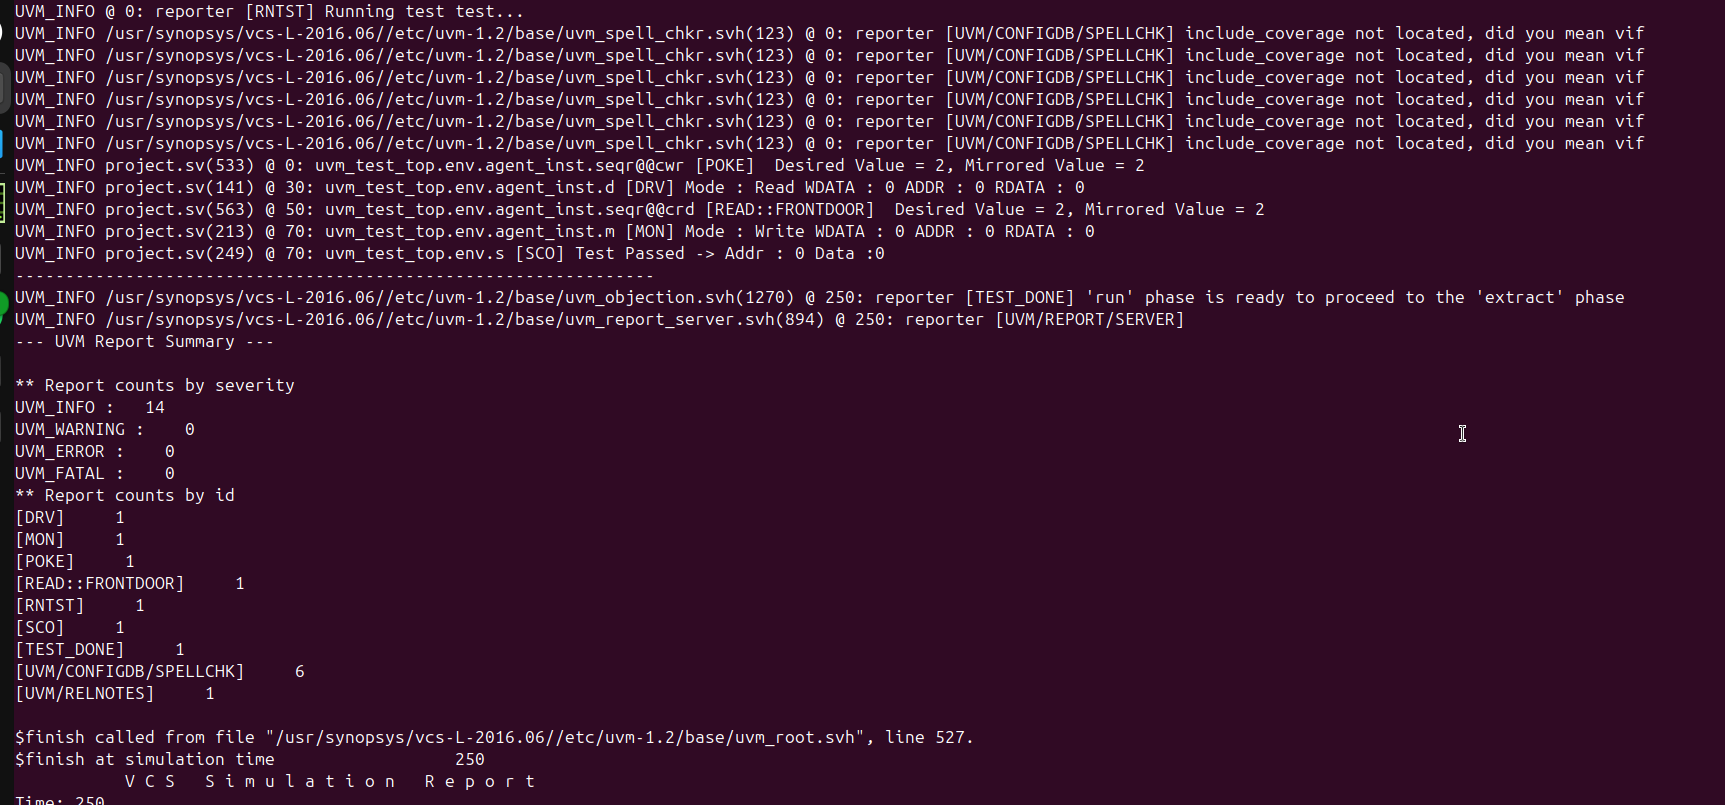 UVM_INFO @ 0: reporter [RNTST] Running test test...
UVM_INFO /usr/synopsys/vcs-L-2016.06//etc/uvm-1.2/base/uvm_spell_chkr.svh(123) @ 0: reporter [UVM/CONFIGDB/SPELLCHK] include_coverage not located, did you mean vif
UVM_INFO /usr/synopsys/vcs-L-2016.06//etc/uvm-1.2/base/uvm_spell_chkr.svh(123) @ 0: reporter [UVM/CONFIGDB/SPELLCHK] include_coverage not located, did you mean vif
UVM_INFO /usr/synopsys/vcs-L-2016.06//etc/uvm-1.2/base/uvm_spell_chkr.svh(123) @ 0: reporter [UVM/CONFIGDB/SPELLCHK] include_coverage not located, did you mean vif
UVM_INFO /usr/synopsys/vcs-L-2016.06//etc/uvm-1.2/base/uvm_spell_chkr.svh(123) @ 0: reporter [UVM/CONFIGDB/SPELLCHK] include_coverage not located, did you mean vif
UVM_INFO /usr/synopsys/vcs-L-2016.06//etc/uvm-1.2/base/uvm_spell_chkr.svh(123) @ 0: reporter [UVM/CONFIGDB/SPELLCHK] include_coverage not located, did you mean vif
UVM_INFO /usr/synopsys/vcs-L-2016.06//etc/uvm-1.2/base/uvm_spell_chkr.svh(123) @ 0: reporter [UVM/CONFIGDB/SPELLCHK] include_coverage not located, did you mean vif
UVM_INFO project.sv(533) @ 0: uvm_test_top.env.agent_inst.seqr@@cwr [POKE]  Desired Value = 2, Mirrored Value = 2
UVM_INFO project.sv(141) @ 30: uvm_test_top.env.agent_inst.d [DRV] Mode : Read WDATA : 0 ADDR : 0 RDATA : 0
UVM_INFO project.sv(563) @ 50: uvm_test_top.env.agent_inst.seqr@@crd [READ::FRONTDOOR]  Desired Value = 2, Mirrored Value = 2
UVM_INFO project.sv(213) @ 70: uvm_test_top.env.agent_inst.m [MON] Mode : Write WDATA : 0 ADDR : 0 RDATA : 0
UVM_INFO project.sv(249) @ 70: uvm_test_top.env.s [SCO] Test Passed -> Addr : 0 Data :0
----------------------------------------------------------------
UVM_INFO /usr/synopsys/vcs-L-2016.06//etc/uvm-1.2/base/uvm_objection.svh(1270) @ 250: reporter [TEST_DONE] 'run' phase is ready to proceed to the 'extract' phase
UVM_INFO /usr/synopsys/vcs-L-2016.06//etc/uvm-1.2/base/uvm_report_server.svh(894) @ 250: reporter [UVM/REPORT/SERVER]
--- UVM Report Summary ---
** Report counts by severity
UVM_INFO :   14
UVM_WARNING :    0
UVM_ERROR :    0
UVM_FATAL :    0
** Report counts by id
[DRV]     1
[MON]     1
[POKE]     1
[READ::FRONTDOOR]     1
[RNTST]     1
[SCO]     1
[TEST_DONE]     1
[UVM/CONFIGDB/SPELLCHK]     6
[UVM/RELNOTES]     1
$finish called from file "/usr/synopsys/vcs-L-2016.06//etc/uvm-1.2/base/uvm_root.svh", line 527.
$finish at simulation time                  250
V C S   S i m u l a t i o n   R e p o r t
Time: 250